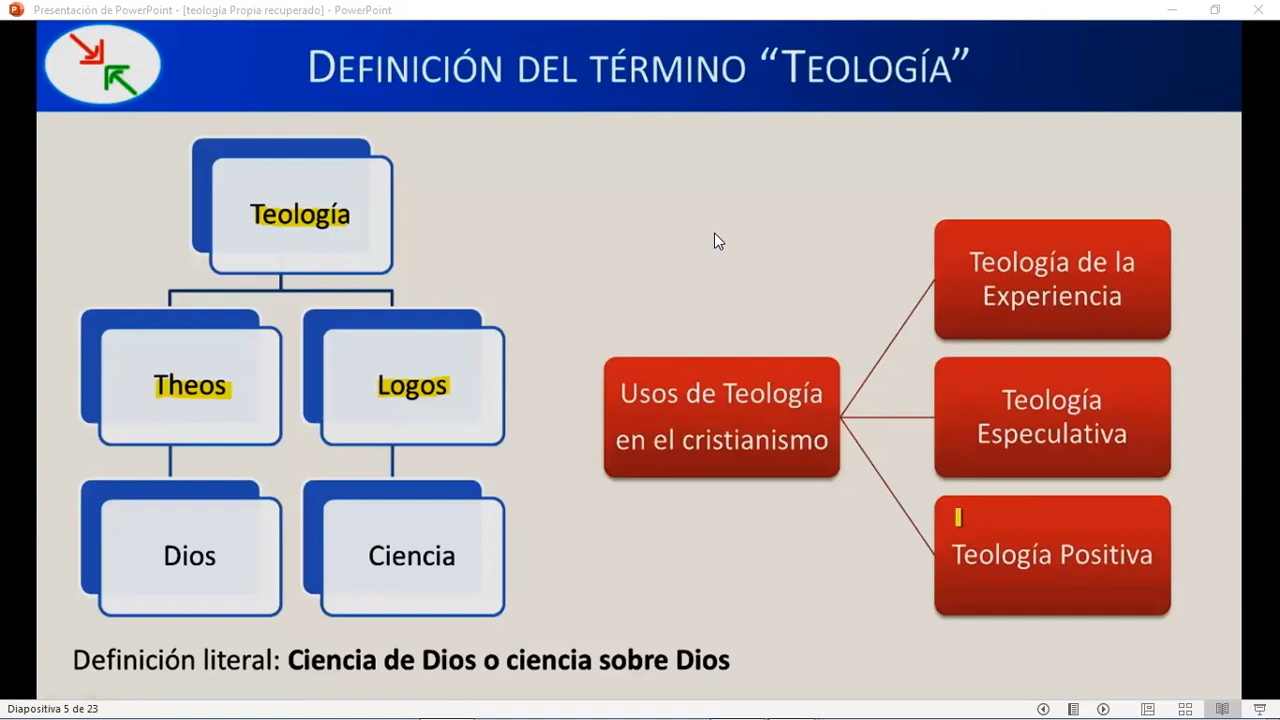 Presentación de PowerPoint - [teología Propia recuperado] - PowerPoint
DEFINICIÓN DEL TÉRMINO “TEOLOGÍA”
Teología
Theos
Logos
Dios
Ciencia
Definición literal: Ciencia de Dios o ciencia sobre Dios
Usos de Teología
en el cristianismo
Teología de la
Experiencia
Teología
Especulativa
Teología Positiva
Diapositiva 5 de 23